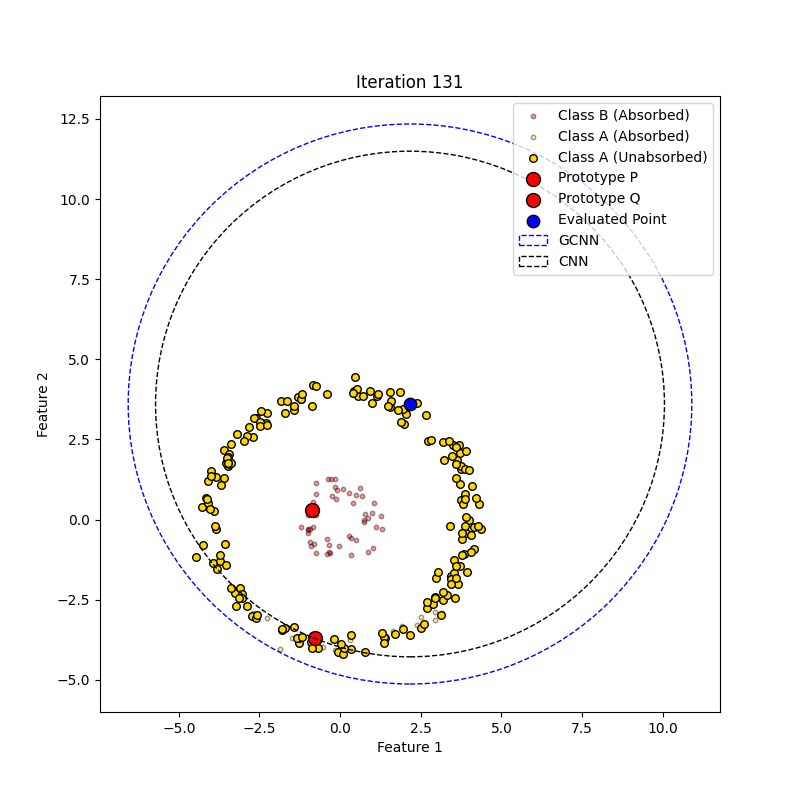 Iteration 131
12.5
10.0
7.5
5.0
2.5
0.0
−2.5
−5.0
Feature 2
Class B (Absorbed)
Class A (Absorbed)
Class A (Unabsorbed)
Prototype P
Prototype Q
Evaluated Point
GCNN
CNN
−5.0 −2.5 0.0 2.5 5.0 7.5 10.0
Feature 1